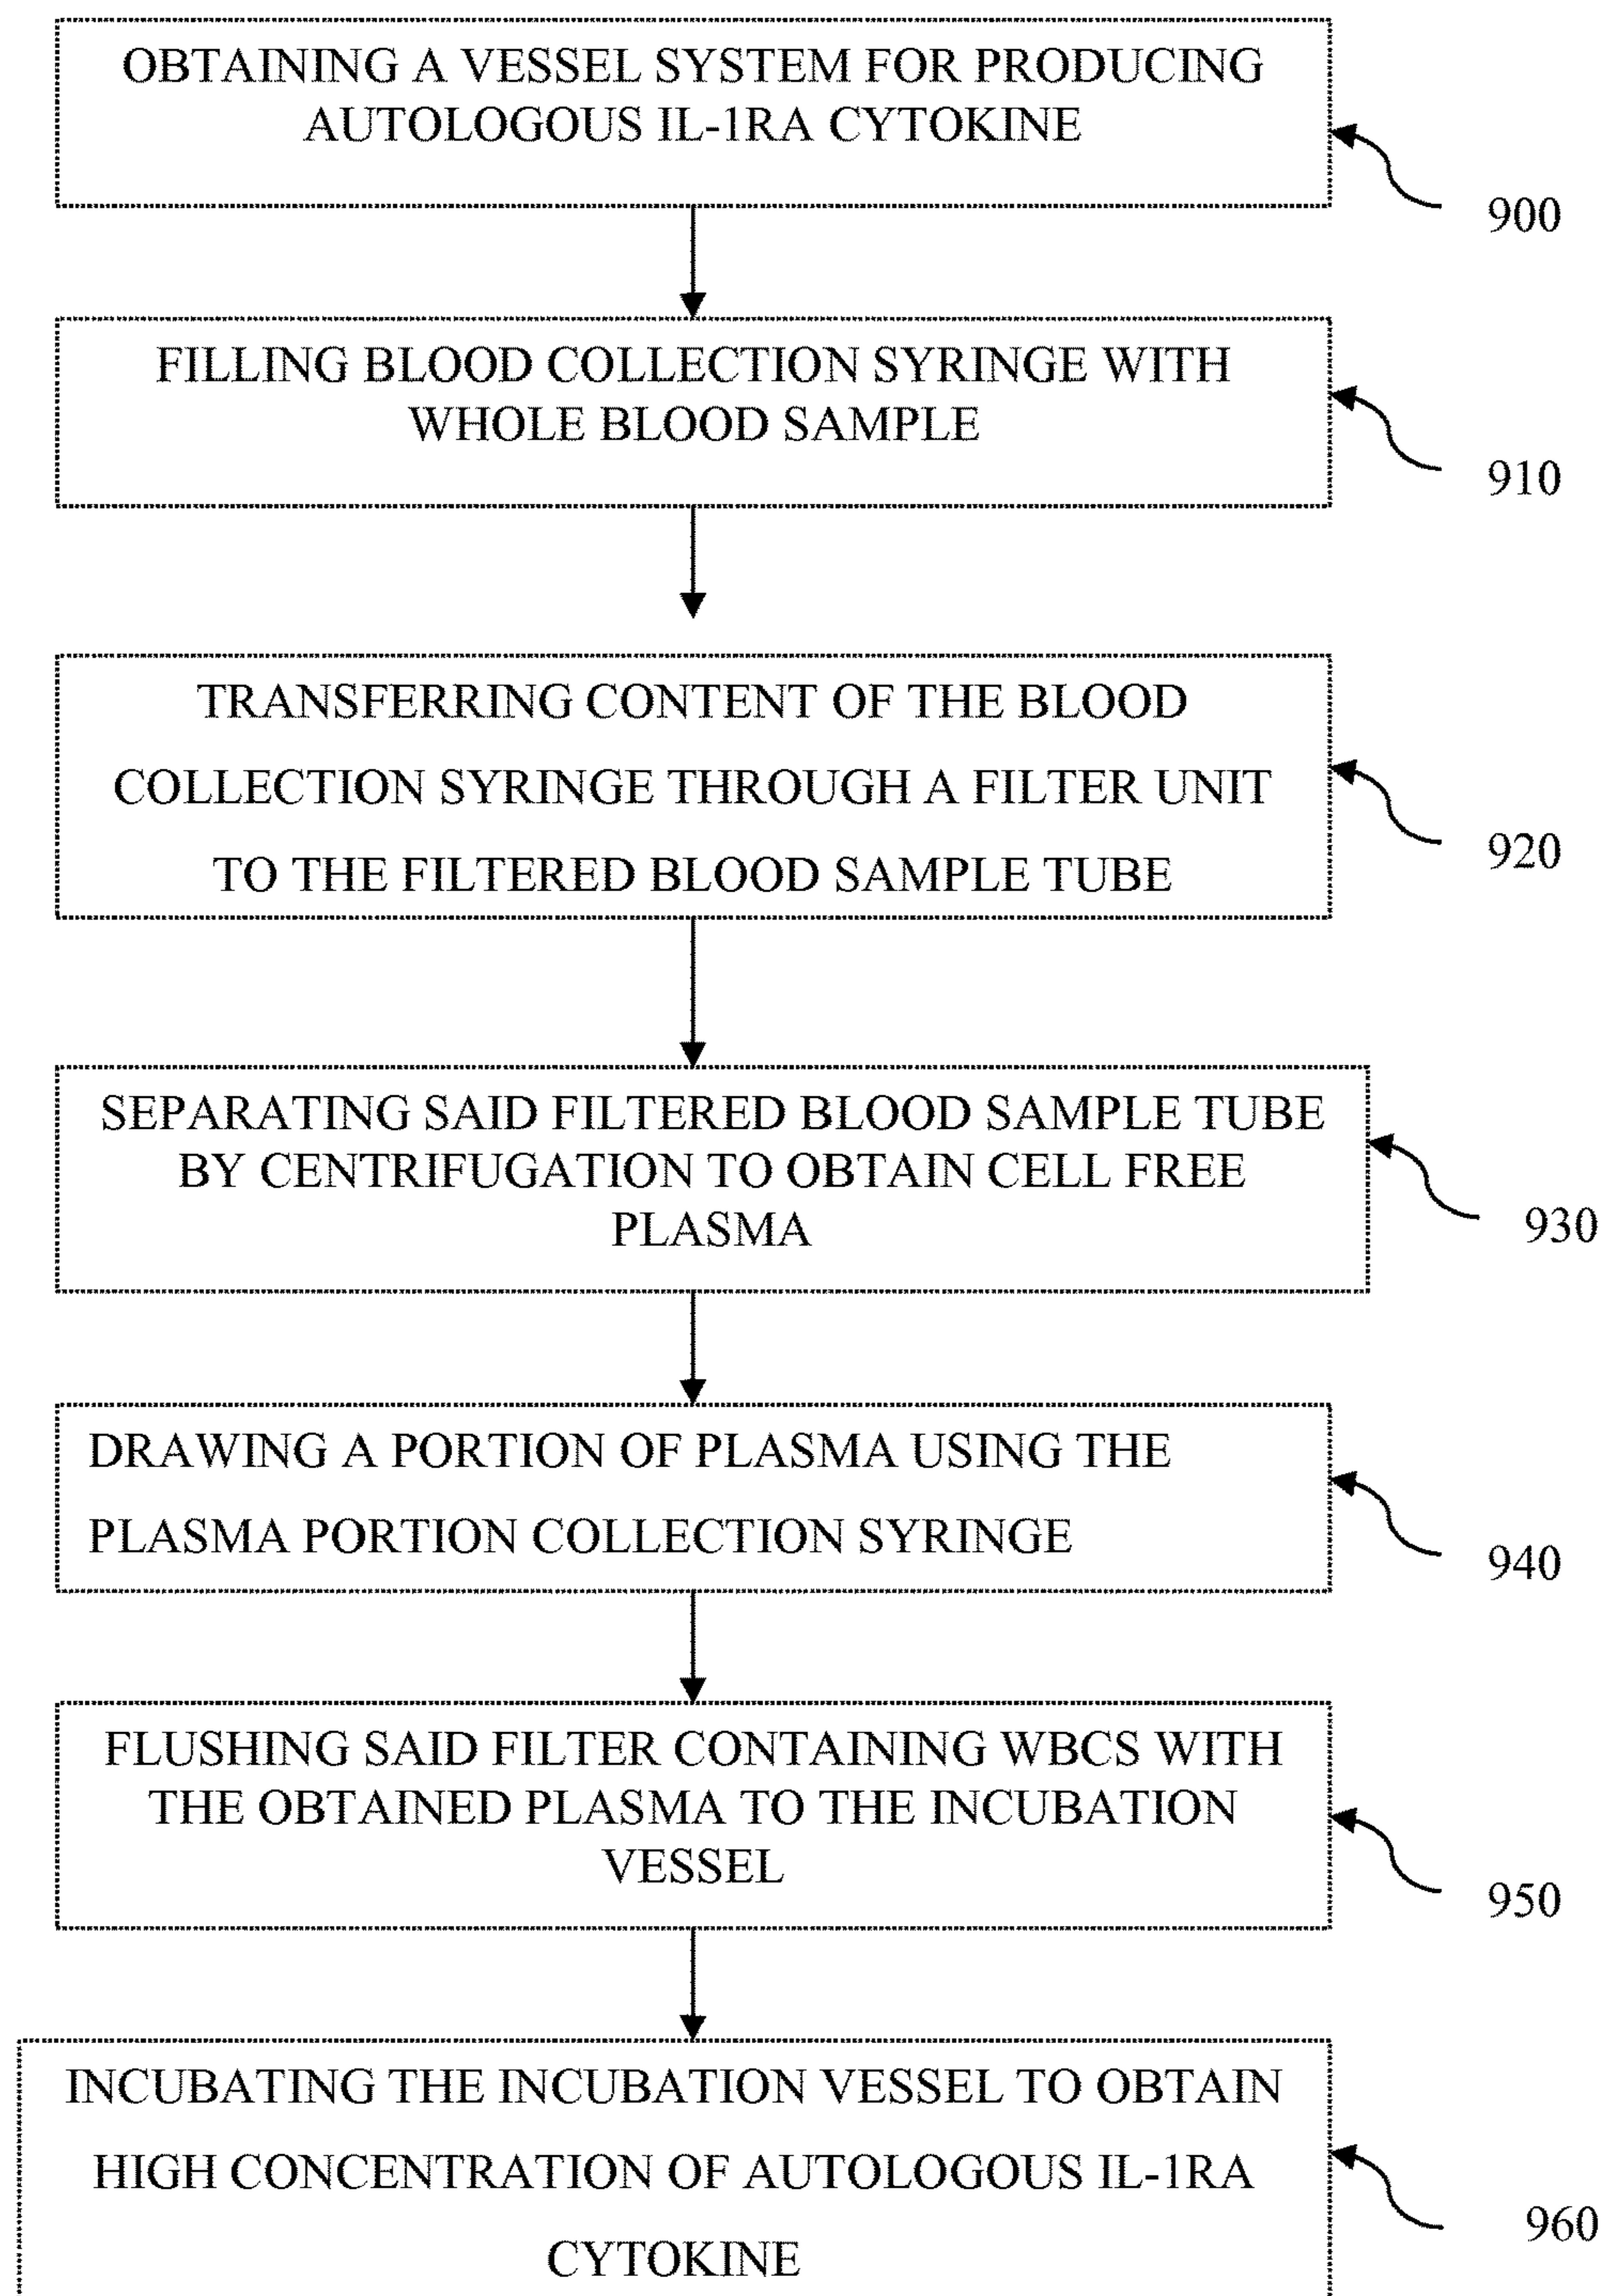 OBTAINING A VESSEL SYSTEM FOR PRODUCING
AUTOLOGOUS IL-1RA CYTOKINE
900
FILLING BLOOD COLLECTION SYRINGE WITH
WHOLE BLOOD SAMPLE
910
TRANSFERRING CONTENT OF THE BLOOD
COLLECTION SYRINGE THROUGH A FILTER UNIT
TO THE FILTERED BLOOD SAMPLE TUBE
920
SEPARATING SAID FILTERED BLOOD SAMPLE TUBE
BY CENTRIFUGATION TO OBTAIN CELL FREE
PLASMA
930
DRAWING A PORTION OF PLASMA USING THE
PLASMA PORTION COLLECTION SYRINGE
940
FLUSHING SAID FILTER CONTAINING WBCS WITH
THE OBTAINED PLASMA TO THE INCUBATION
VESSEL
950
INCUBATING THE INCUBATION VESSEL TO OBTAIN
HIGH CONCENTRATION OF AUTOLOGOUS IL-1RA
CYTOKINE
960